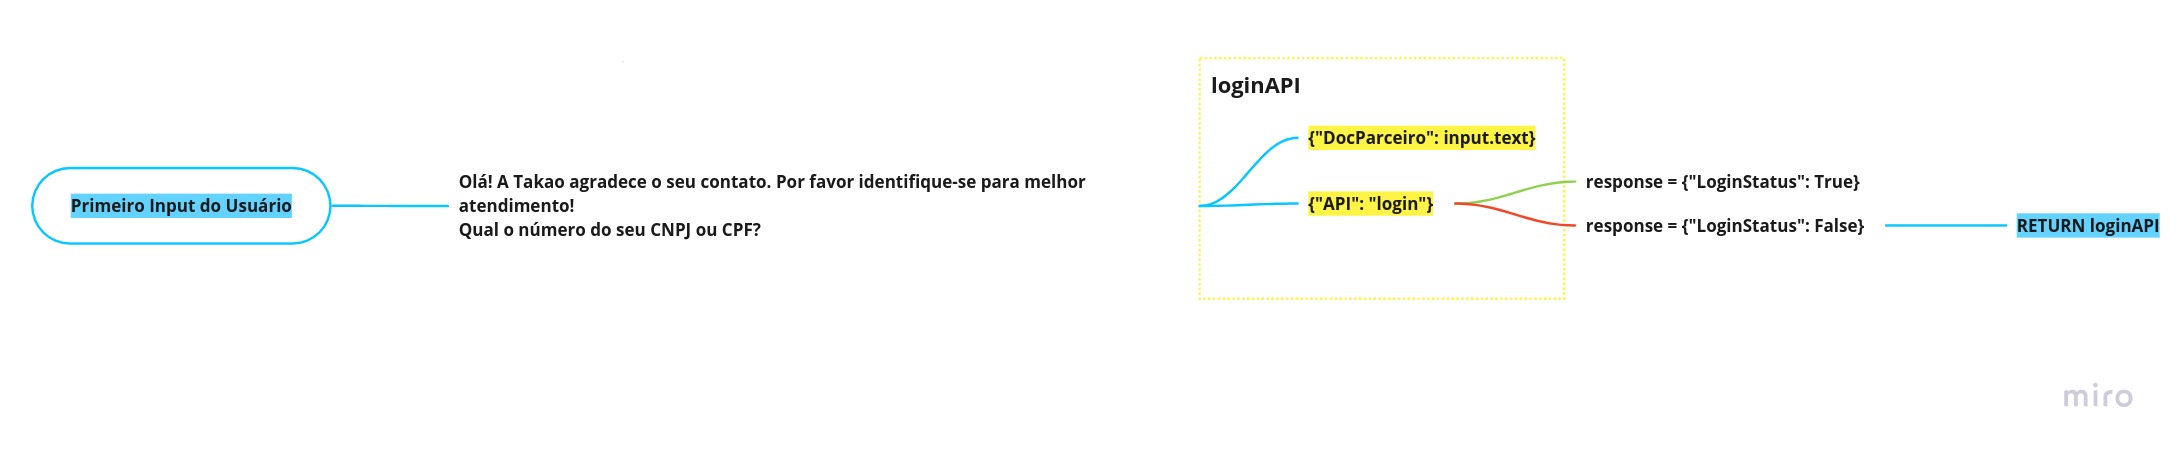 Primeiro Input do Usuário
Olá! A Takao agradece o seu contato. Por favor identifique-se para melhor
atendimento!
Qual o número do seu CNPJ ou CPF?
loginAPI
{"DocParceiro": input.text}
{"API": "login"}
response = {"LoginStatus": True}
response = {"LoginStatus": False}
RETURN loginAPI
miro